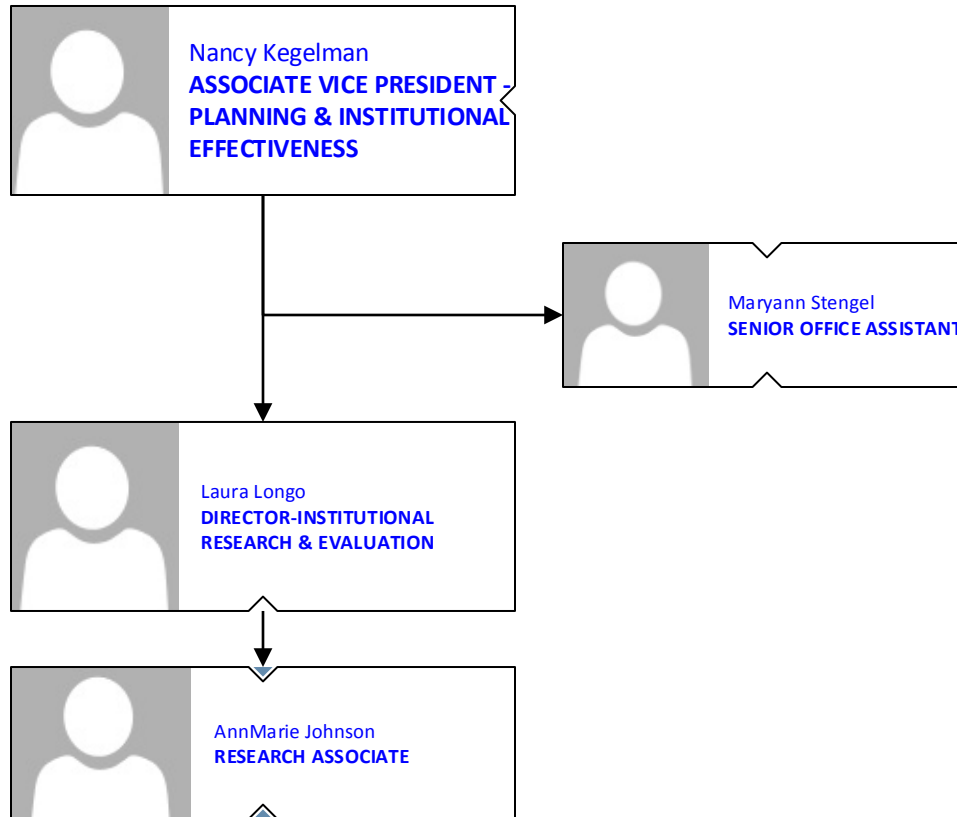 Nancy Kegelman
ASSOCIATE VICE PRESIDENT -
PLANNING & INSTITUTIONAL
EFFECTIVENESS
Maryann Stengel
SENIOR OFFICE ASSISTANT
Laura Longo
DIRECTOR-INSTITUTIONAL
RESEARCH & EVALUATION
AnnMarie Johnson
RESEARCH ASSOCIATE